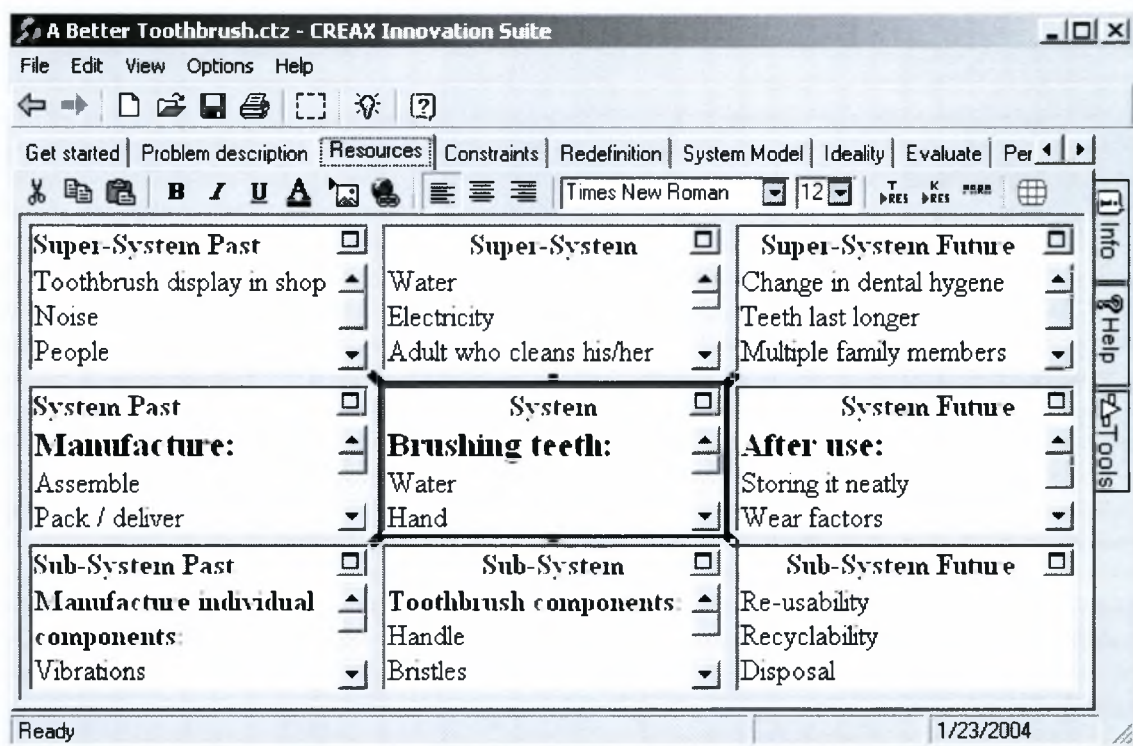 A Better Toothbrush.ctz - CREAX Innovation Suite
File Edit View Options Help
Get started Problem description Resources Constraints Redefinition System Model Ideality Evaluate Per
B I U A Times New Roman 12 T RES K RES
Super-System Past
Toothbrush display in shop
Noise
People
Super-System
Water
Electricity
Adult who cleans his/her
Super-System Future
Change in dental hygene
Teeth last longer
Multiple family members
System Past
Manufacture:
Assemble
Pack / deliver
System
Brushing teeth:
Water
Hand
System Future
After use:
Storing it neatly
Wear factors
Sub-System Past
Manufacture individual
components:
Vibrations
Sub-System
Toothbrush components:
Handle
Bristles
Sub-System Future
Re-usability
Recyclability
Disposal
Info
Help
Tools
Ready 1/23/2004